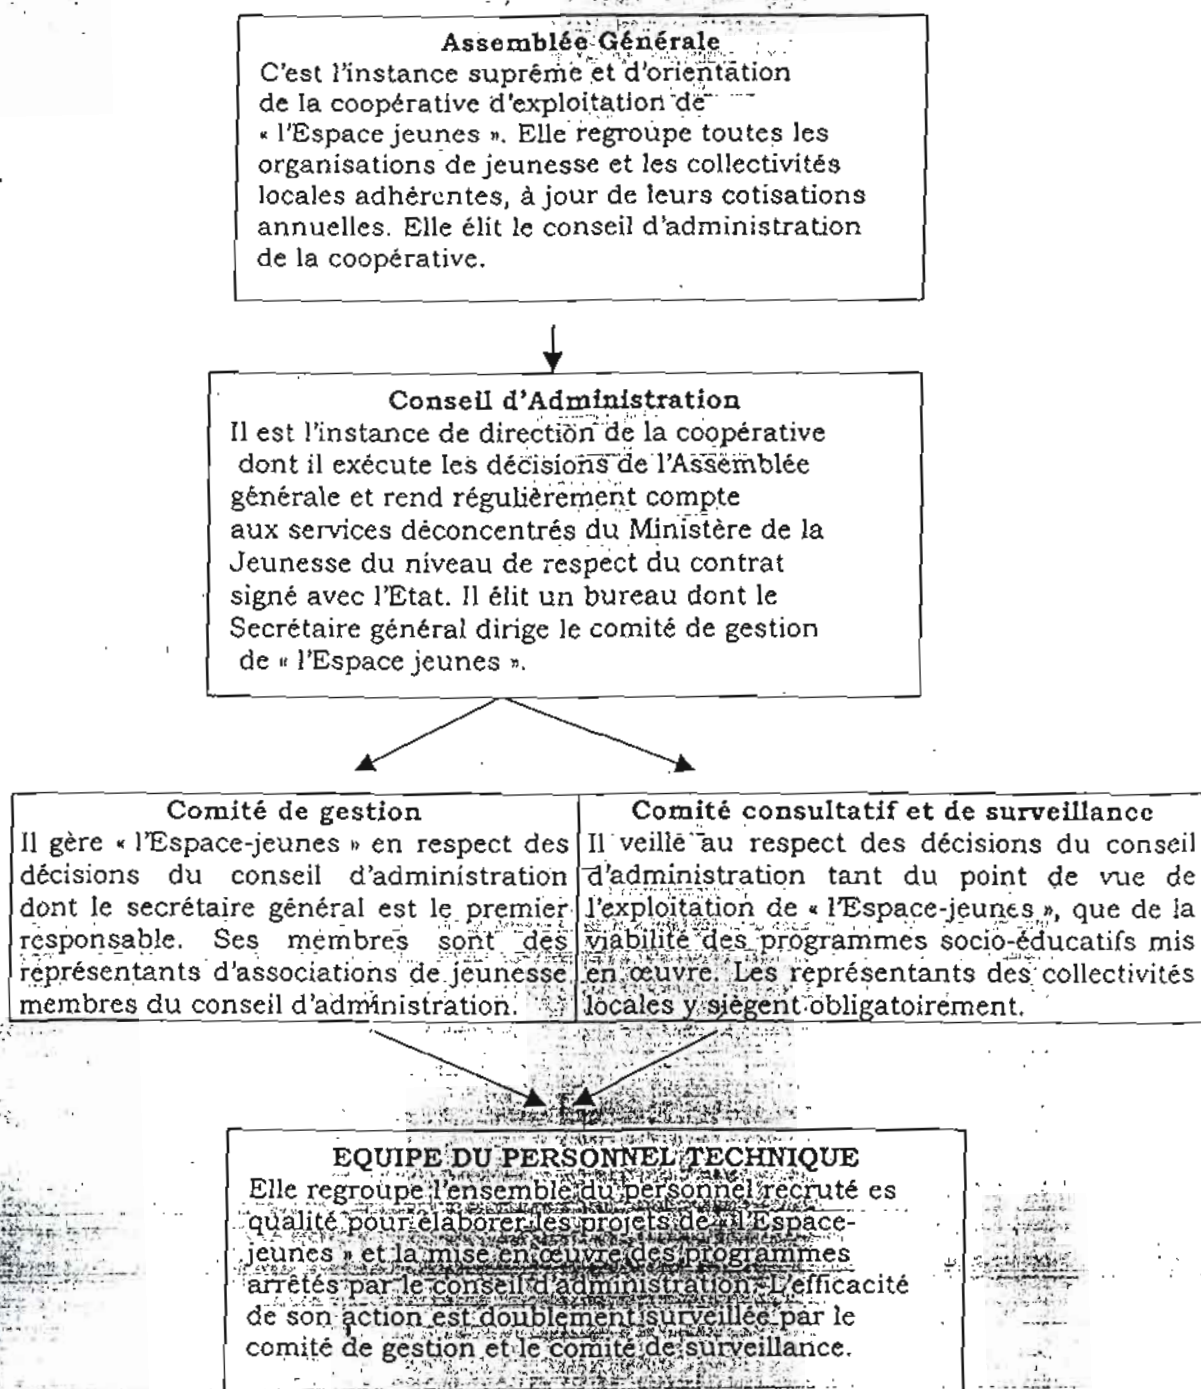 Assemblée Générale
C'est l'instance suprême et d'orientation
de la coopérative d'exploitation de
« l'Espace jeunes ». Elle regroupe toutes les
organisations de jeunesse et les collectivités
locales adhérentes, à jour de leurs cotisations
annuelles. Elle élit le conseil d'administration
de la coopérative.
Conseil d'Administration
Il est l'instance de direction de la coopérative
dont il exécute les décisions de l'Assemblée
générale et rend régulièrement compte
aux services déconcentrés du Ministère de la
Jeunesse du niveau de respect du contrat
signé avec l'Etat. Il élit un bureau dont le
Secrétaire général dirige le comité de gestion
de « l'Espace jeunes ».
Comité de gestion
Il gère « l'Espace-jeunes » en respect des
décisions du conseil d'administration
dont le secrétaire général est le premier
responsable. Ses membres sont des
représentants d'associations de jeunesse
membres du conseil d'administration.
Comité consultatif et de surveillance
Il veille au respect des décisions du conseil
d'administration tant du point de vue de
l'exploitation de « l'Espace-jeunes », que de la
viabilité des programmes socio-éducatifs mis
en œuvre. Les représentants des collectivités
locales y siègent obligatoirement.
EQUIPE DU PERSONNEL TECHNIQUE
Elle regroupe l'ensemble du personnel recruté es
qualité pour élaborer les projets de « l'Espace-
jeunes » et la mise en œuvre des programmes
arrêtés par le conseil d'administration. L'efficacité
de son action est doublement surveillée par le
comité de gestion et le comité de surveillance.